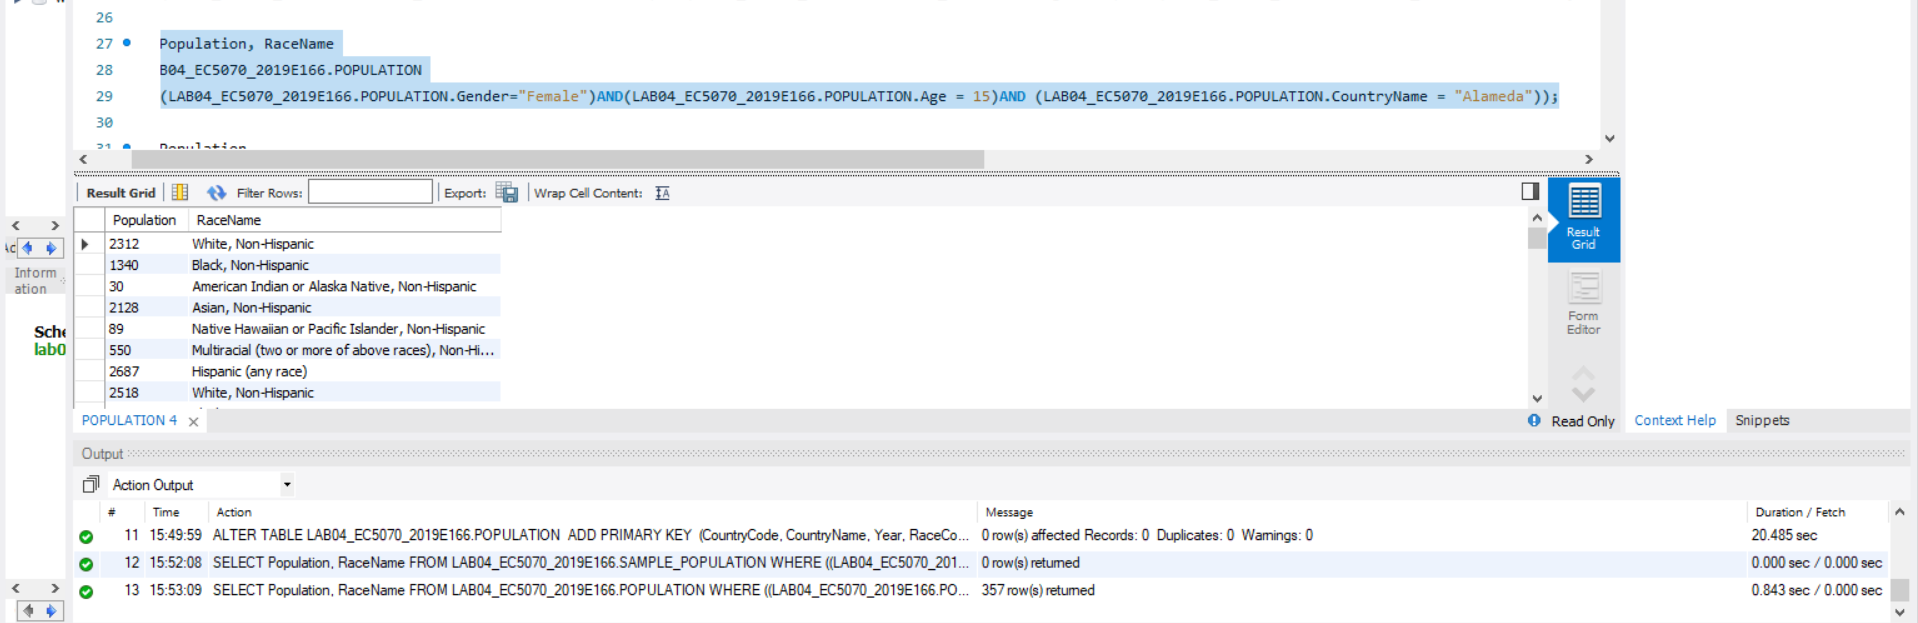 26
27 Population, RaceName
28 B04_EC5070_2019E166.POPULATION
29 (LAB04_EC5070_2019E166.POPULATION.Gender="Female")AND(LAB04_EC5070_2019E166.POPULATION.Age = 15)AND (LAB04_EC5070_2019E166.POPULATION.CountryName = "Alameda"));
30
31 Population
Result Grid Filter Rows: Export: Wrap Cell Content:
Population RaceName
2312 White, Non-Hispanic
1340 Black, Non-Hispanic
30 American Indian or Alaska Native, Non-Hispanic
2128 Asian, Non-Hispanic
89 Native Hawaiian or Pacific Islander, Non-Hispanic
550 Multiracial (two or more of above races), Non-Hi...
2687 Hispanic (any race)
2518 White, Non-Hispanic
Result
Grid
Form
Editor
Inform
ation
Sche
lab0
POPULATION 4 Read Only Context Help Snippets
Output
Action Output
# Time Action Message Duration / Fetch
11 15:49:59 ALTER TABLE LAB04_EC5070_2019E166.POPULATION ADD PRIMARY KEY (CountryCode, CountryName, Year, RaceCo... 0 row(s) affected Records: 0 Duplicates: 0 Warnings: 0 20.485 sec
12 15:52:08 SELECT Population, RaceName FROM LAB04_EC5070_2019E166.SAMPLE_POPULATION WHERE ((LAB04_EC5070_201... 0 row(s) returned 0.000 sec / 0.000 sec
13 15:53:09 SELECT Population, RaceName FROM LAB04_EC5070_2019E166.POPULATION WHERE ((LAB04_EC5070_2019E166.PO... 357 row(s) returned 0.843 sec / 0.000 sec